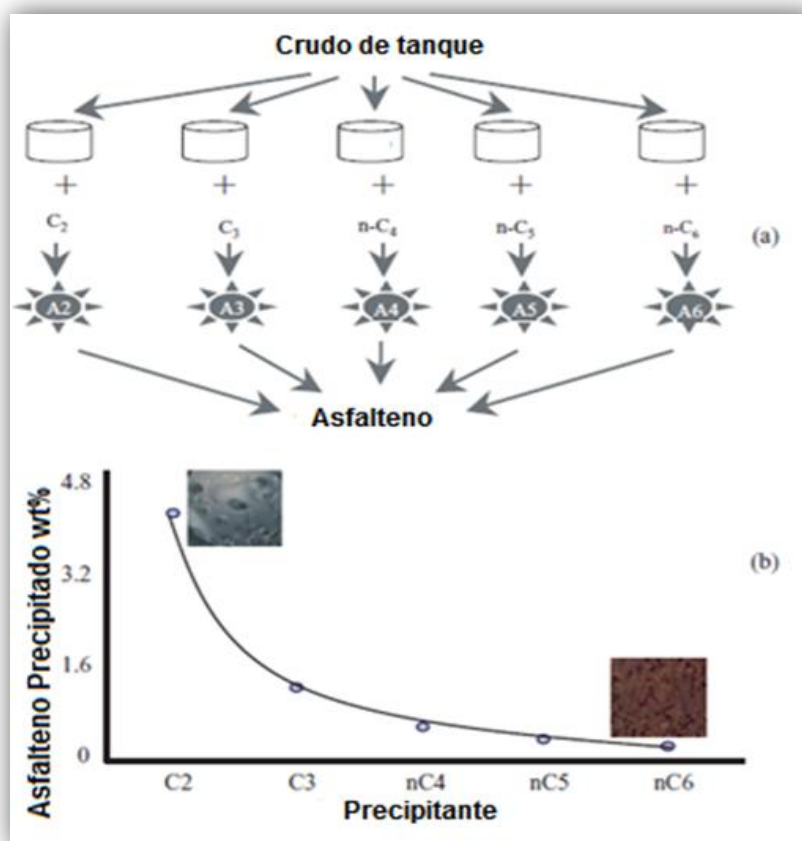 Crudo de tanque
+ + + + +
C₂ C₃ n-C₄ n-C₅ n-C₆
(a)
A2 A3 A4 A5 A6
Asfalteno
Asfalteno Precipitado wt%
4.8
3.2
1.6
0
(b)
C2 C3 nC4 nC5 nC6
Precipitante